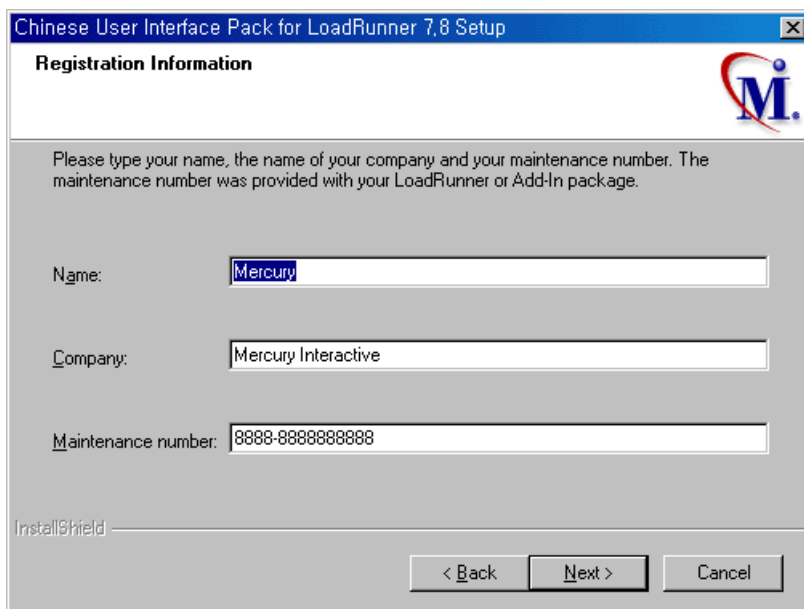 Chinese User Interface Pack for LoadRunner 7,8 Setup
Registration Information
M.
Please type your name, the name of your company and your maintenance number. The
maintenance number was provided with your LoadRunner or Add-In package.
Name:
Mercury
Company:
Mercury Interactive
Maintenance number:
8888-8888888888
InstallShield
< Back
Next >
Cancel